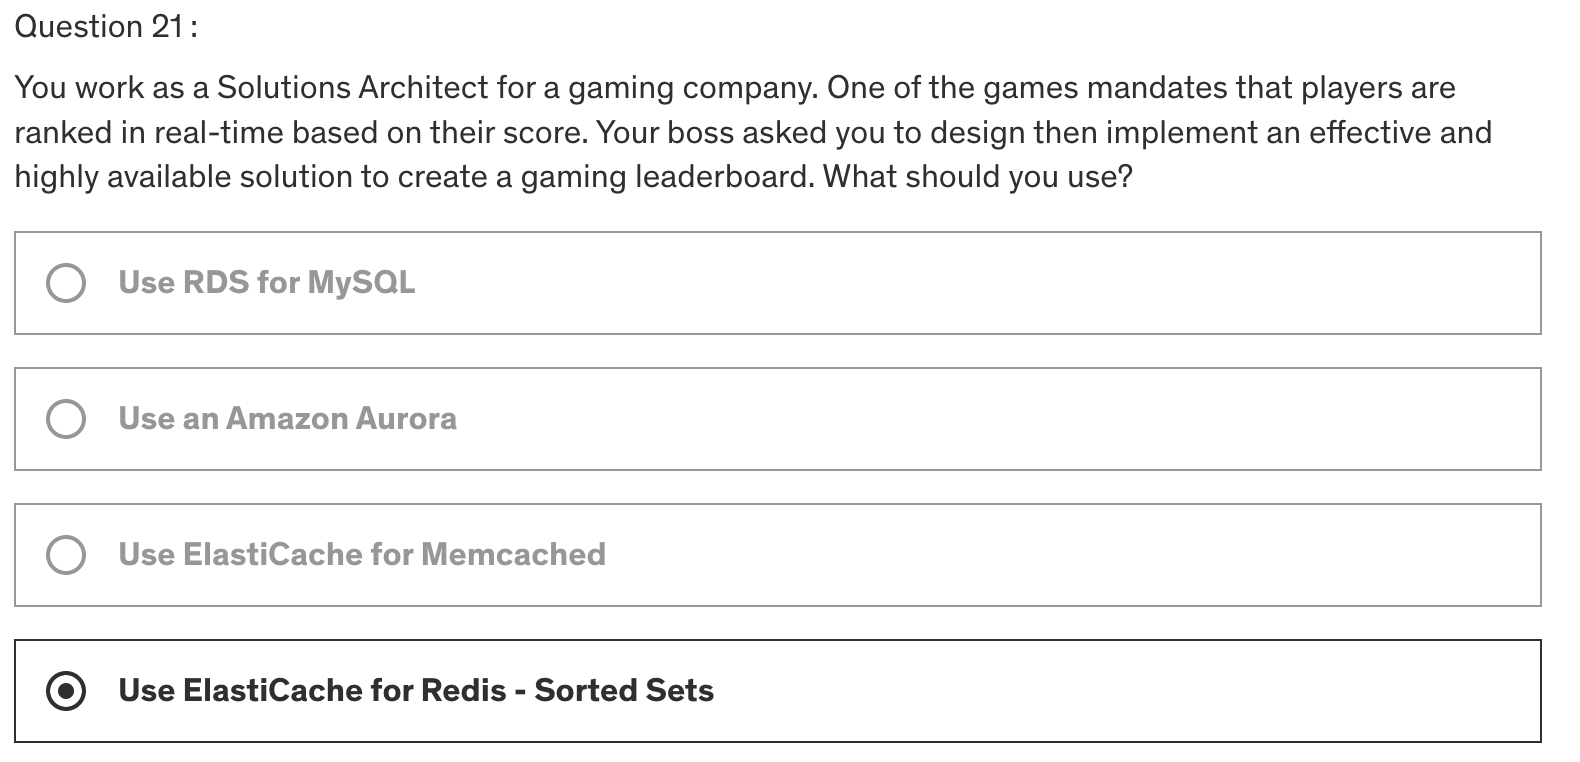 Question 21 :
You work as a Solutions Architect for a gaming company. One of the games mandates that players are
ranked in real-time based on their score. Your boss asked you to design then implement an effective and
highly available solution to create a gaming leaderboard. What should you use?
Use RDS for MySQL
Use an Amazon Aurora
Use ElastiCache for Memcached
Use ElastiCache for Redis - Sorted Sets